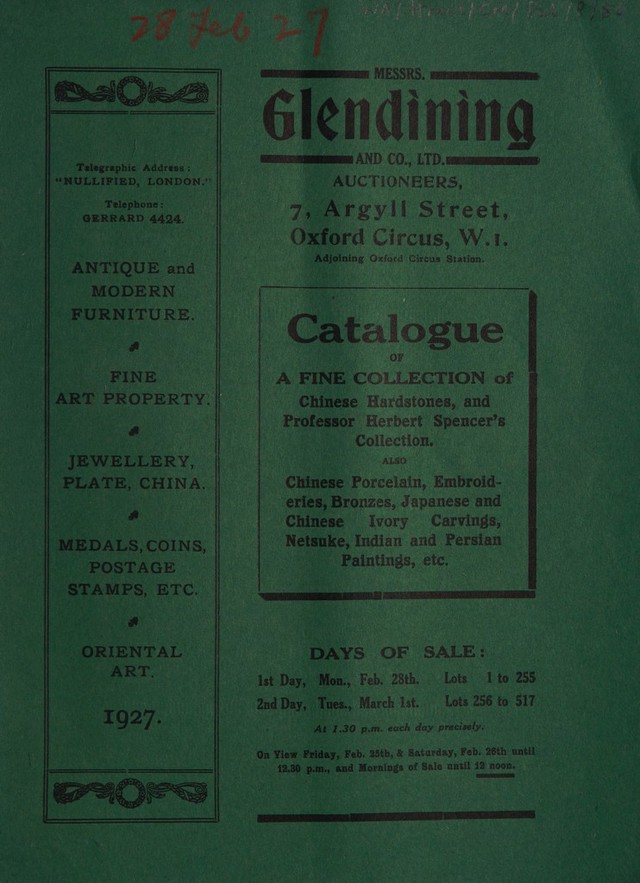 28 Feb 27
Telegraphic Address:
"NULLIFIED, LONDON."
Telephone:
GERRARD 4424.
ANTIQUE and
MODERN
FURNITURE.
FINE
ART PROPERTY.
JEWELLERY,
PLATE, CHINA.
MEDALS, COINS,
POSTAGE
STAMPS, ETC.
ORIENTAL
ART.
1927.
MESSRS.
Glendining
AND CO., LTD.
AUCTIONEERS,
7, Argyll Street,
Oxford Circus, W.1.
Adjoining Oxford Circus Station.
Catalogue
OF
A FINE COLLECTION of
Chinese Hardstones, and
Professor Herbert Spencer's
Collection.
ALSO
Chinese Porcelain, Embroid-
eries, Bronzes, Japanese and
Chinese Ivory Carvings,
Netsuke, Indian and Persian
Paintings, etc.
DAYS OF SALE:
1st Day, Mon., Feb. 28th. Lots 1 to 255
2nd Day, Tues., March 1st. Lots 256 to 517
At 1.30 p.m. each day precisely.
On View Friday, Feb. 25th, & Saturday, Feb. 26th until
12.30 p.m., and Mornings of Sale until 12 noon.